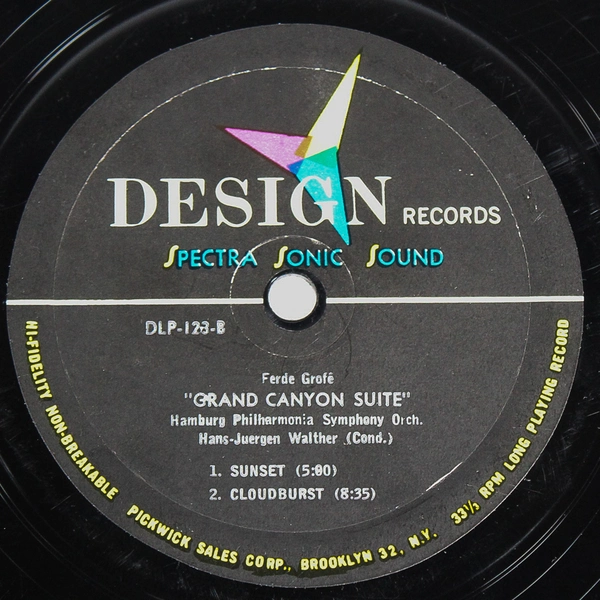 DESIGN RECORDS
SPECTRA SONIC SOUND
DLP-123-B
Ferde Grofé
"GRAND CANYON SUITE"
Hamburg Philharmonia Symphony Orch.
Hans-Juergen Walther (Cond.)
1. SUNSET (5:00)
2. CLOUDBURST (8:35)
HI-FIDELITY NON-BREAKABLE PICKWICK SALES CORP., BROOKLYN 32, N.Y. 33⅓ RPM LONG PLAYING RECORD